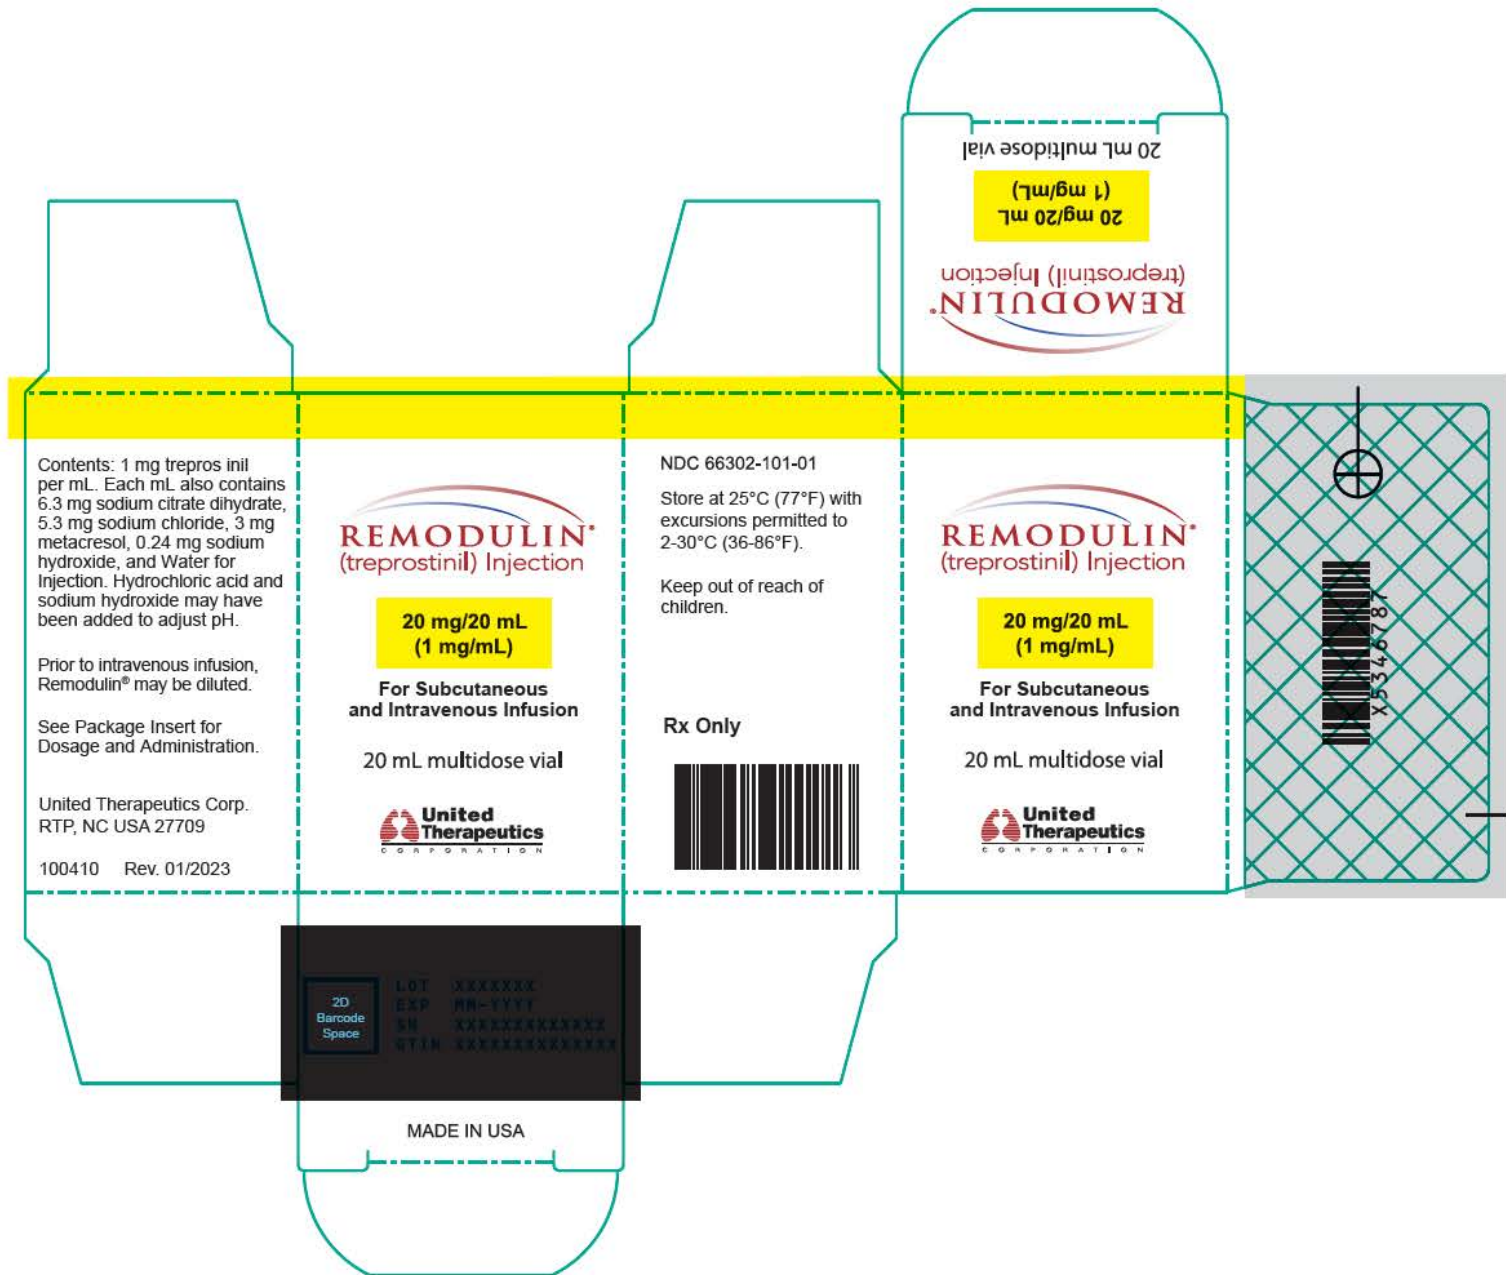 20 mL multidose vial
20 mg/20 mL
(1 mg/mL)
REMODULIN®
(treprostinil) Injection
Contents: 1 mg trepros inil
per mL. Each mL also contains
6.3 mg sodium citrate dihydrate,
5.3 mg sodium chloride, 3 mg
metacresol, 0.24 mg sodium
hydroxide, and Water for
Injection. Hydrochloric acid and
sodium hydroxide may have
been added to adjust pH.
Prior to intravenous infusion,
Remodulin® may be diluted.
See Package Insert for
Dosage and Administration.
United Therapeutics Corp.
RTP, NC USA 27709
100410 Rev. 01/2023
REMODULIN®
(treprostinil) Injection
20 mg/20 mL
(1 mg/mL)
For Subcutaneous
and Intravenous Infusion
20 mL multidose vial
United
Therapeutics
CORPORATION
NDC 66302-101-01
Store at 25°C (77°F) with
excursions permitted to
2-30°C (36-86°F).
Keep out of reach of
children.
Rx Only
REMODULIN®
(treprostinil) Injection
20 mg/20 mL
(1 mg/mL)
For Subcutaneous
and Intravenous Infusion
20 mL multidose vial
United
Therapeutics
CORPORATION
X5346787
2D
Barcode
Space
LOT XXXXXXX
EXP MM-YYYY
SN XXXXXXXXXXXXX
GTIN XXXXXXXXXXXXXX
MADE IN USA